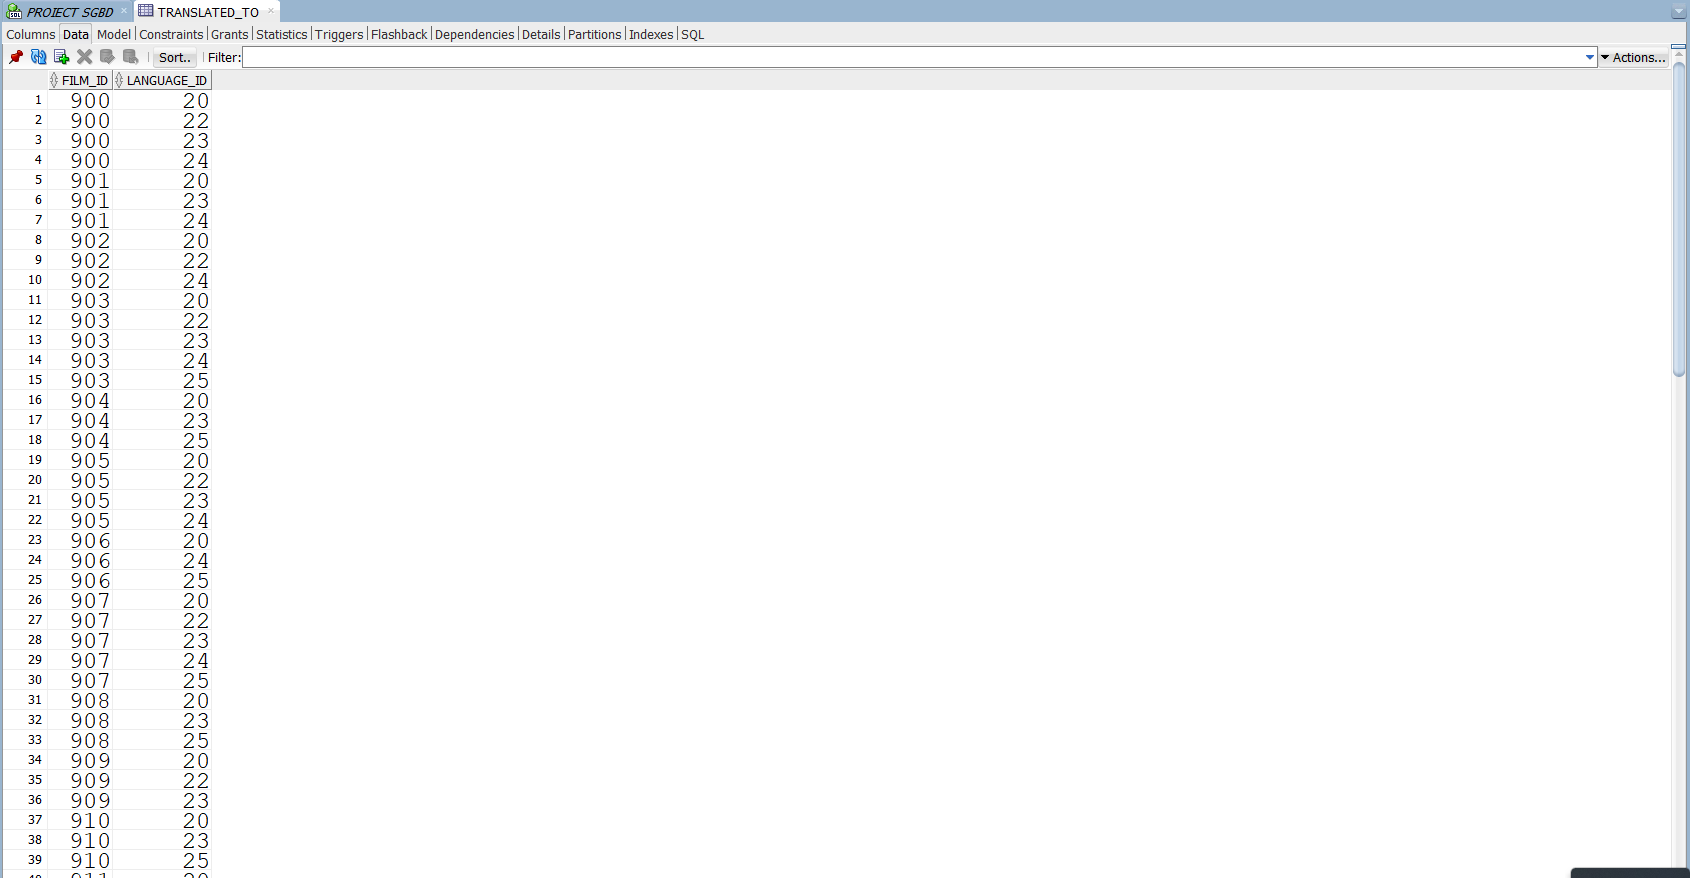 PROIECT SGBD × TRANSLATED_TO ×
Columns Data Model Constraints Grants Statistics Triggers Flashback Dependencies Details Partitions Indexes SQL
Sort.. Filter: Actions...
FILM_ID LANGUAGE_ID
1 900 20
2 900 22
3 900 23
4 900 24
5 901 20
6 901 23
7 901 24
8 902 20
9 902 22
10 902 24
11 903 20
12 903 22
13 903 23
14 903 24
15 903 25
16 904 20
17 904 23
18 904 25
19 905 20
20 905 22
21 905 23
22 905 24
23 906 20
24 906 24
25 906 25
26 907 20
27 907 22
28 907 23
29 907 24
30 907 25
31 908 20
32 908 23
33 908 25
34 909 20
35 909 22
36 909 23
37 910 20
38 910 23
39 910 25
40 911 20